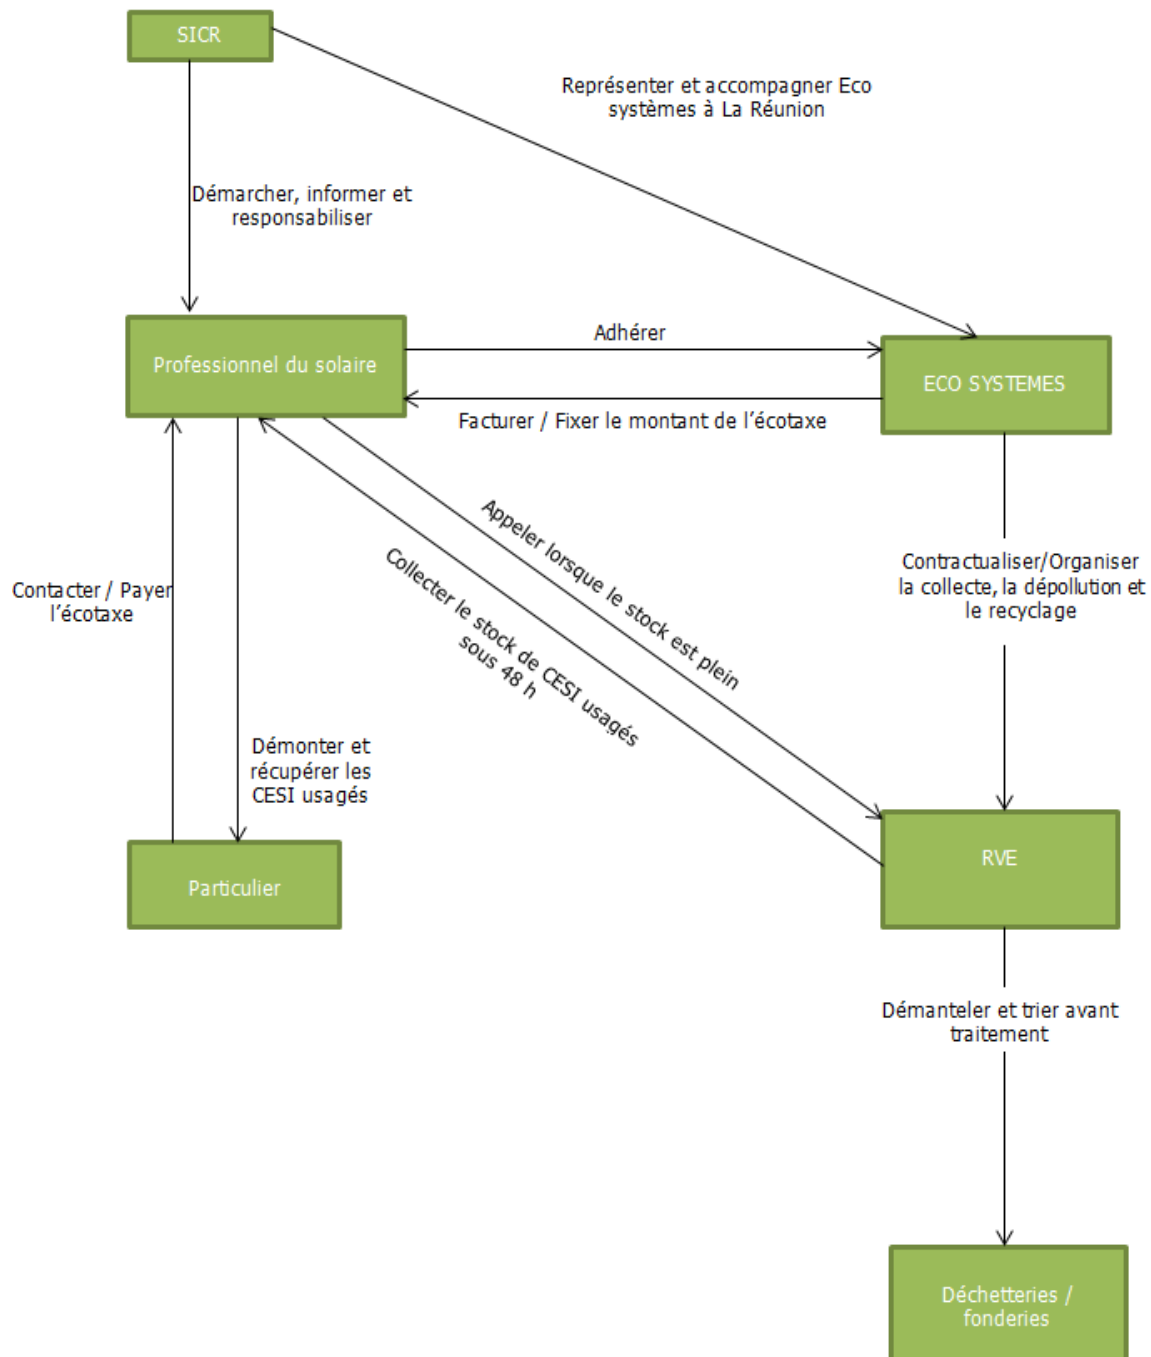 SICR
Représenter et accompagner Eco
systèmes à La Réunion
Démarcher, informer et
responsabiliser
Professionnel du solaire
Adhérer
ECO SYSTEMES
Facturer / Fixer le montant de l’écotaxe
Appeler lorsque le stock est plein
Collecter le stock de CESI usagés
sous 48 h
Contacter / Payer
l’écotaxe
Contractualiser/Organiser
la collecte, la dépollution et
le recyclage
Démonter et
récupérer les
CESI usagés
Particulier
RVE
Démanteler et trier avant
traitement
Déchetteries /
fonderies